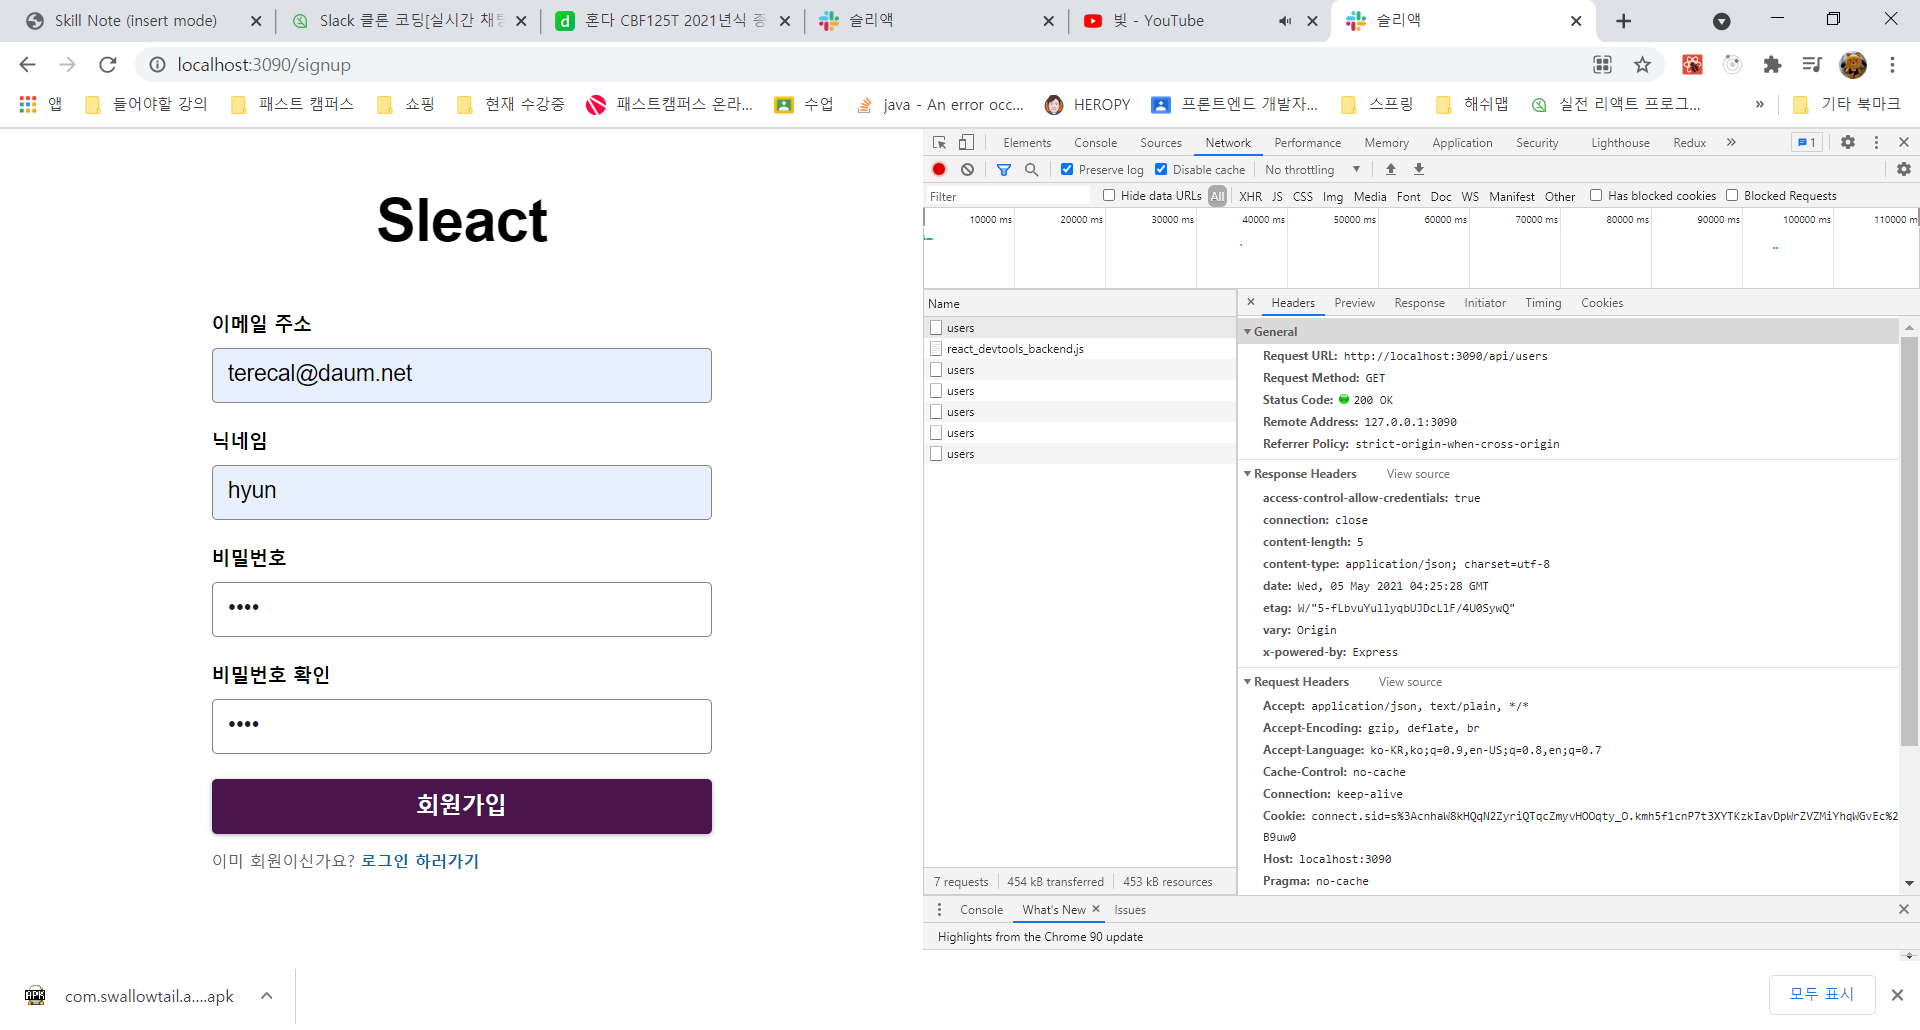 Skill Note (insert mode)
Slack 클론 코딩[실시간 채팅
혼다 CBF125T 2021년식 중
슬리액
빛 - YouTube
슬리액
localhost:3090/signup
앱
들어야할 강의
패스트 캠퍼스
쇼핑
현재 수강중
패스트캠퍼스 온라...
수업
java - An error occ...
HEROPY
프론트엔드 개발자...
스프링
해쉬맵
실전 리액트 프로그...
»
기타 북마크
Sleact
이메일 주소
terecal@daum.net
닉네임
hyun
비밀번호
••••
비밀번호 확인
••••
회원가입
이미 회원이신가요? 로그인 하러가기
Elements Console Sources Network Performance Memory Application Security Lighthouse Redux » 1
Preserve log Disable cache No throttling
Filter Hide data URLs All XHR JS CSS Img Media Font Doc WS Manifest Other Has blocked cookies Blocked Requests
10000 ms 20000 ms 30000 ms 40000 ms 50000 ms 60000 ms 70000 ms 80000 ms 90000 ms 100000 ms 110000 m
Name
users
react_devtools_backend.js
users
users
users
users
users
7 requests 454 kB transferred 453 kB resources
Headers Preview Response Initiator Timing Cookies
General
Request URL: http://localhost:3090/api/users
Request Method: GET
Status Code: 200 OK
Remote Address: 127.0.0.1:3090
Referrer Policy: strict-origin-when-cross-origin
Response Headers View source
access-control-allow-credentials: true
connection: close
content-length: 5
content-type: application/json; charset=utf-8
date: Wed, 05 May 2021 04:25:28 GMT
etag: W/"5-fLbvuYullyqbUJDcLlF/4U0SywQ"
vary: Origin
x-powered-by: Express
Request Headers View source
Accept: application/json, text/plain, */*
Accept-Encoding: gzip, deflate, br
Accept-Language: ko-KR,ko;q=0.9,en-US;q=0.8,en;q=0.7
Cache-Control: no-cache
Connection: keep-alive
Cookie: connect.sid=s%3AcnhaW8kHQqN2ZyriQTqcZmyvHOOqty_O.kmh5f1cnP7t3XYTKzkIavDpWrZVZMiYhqWGvEc%2
B9uw0
Host: localhost:3090
Pragma: no-cache
Console What's New Issues
Highlights from the Chrome 90 update
com.swallowtail.a....apk
모두 표시